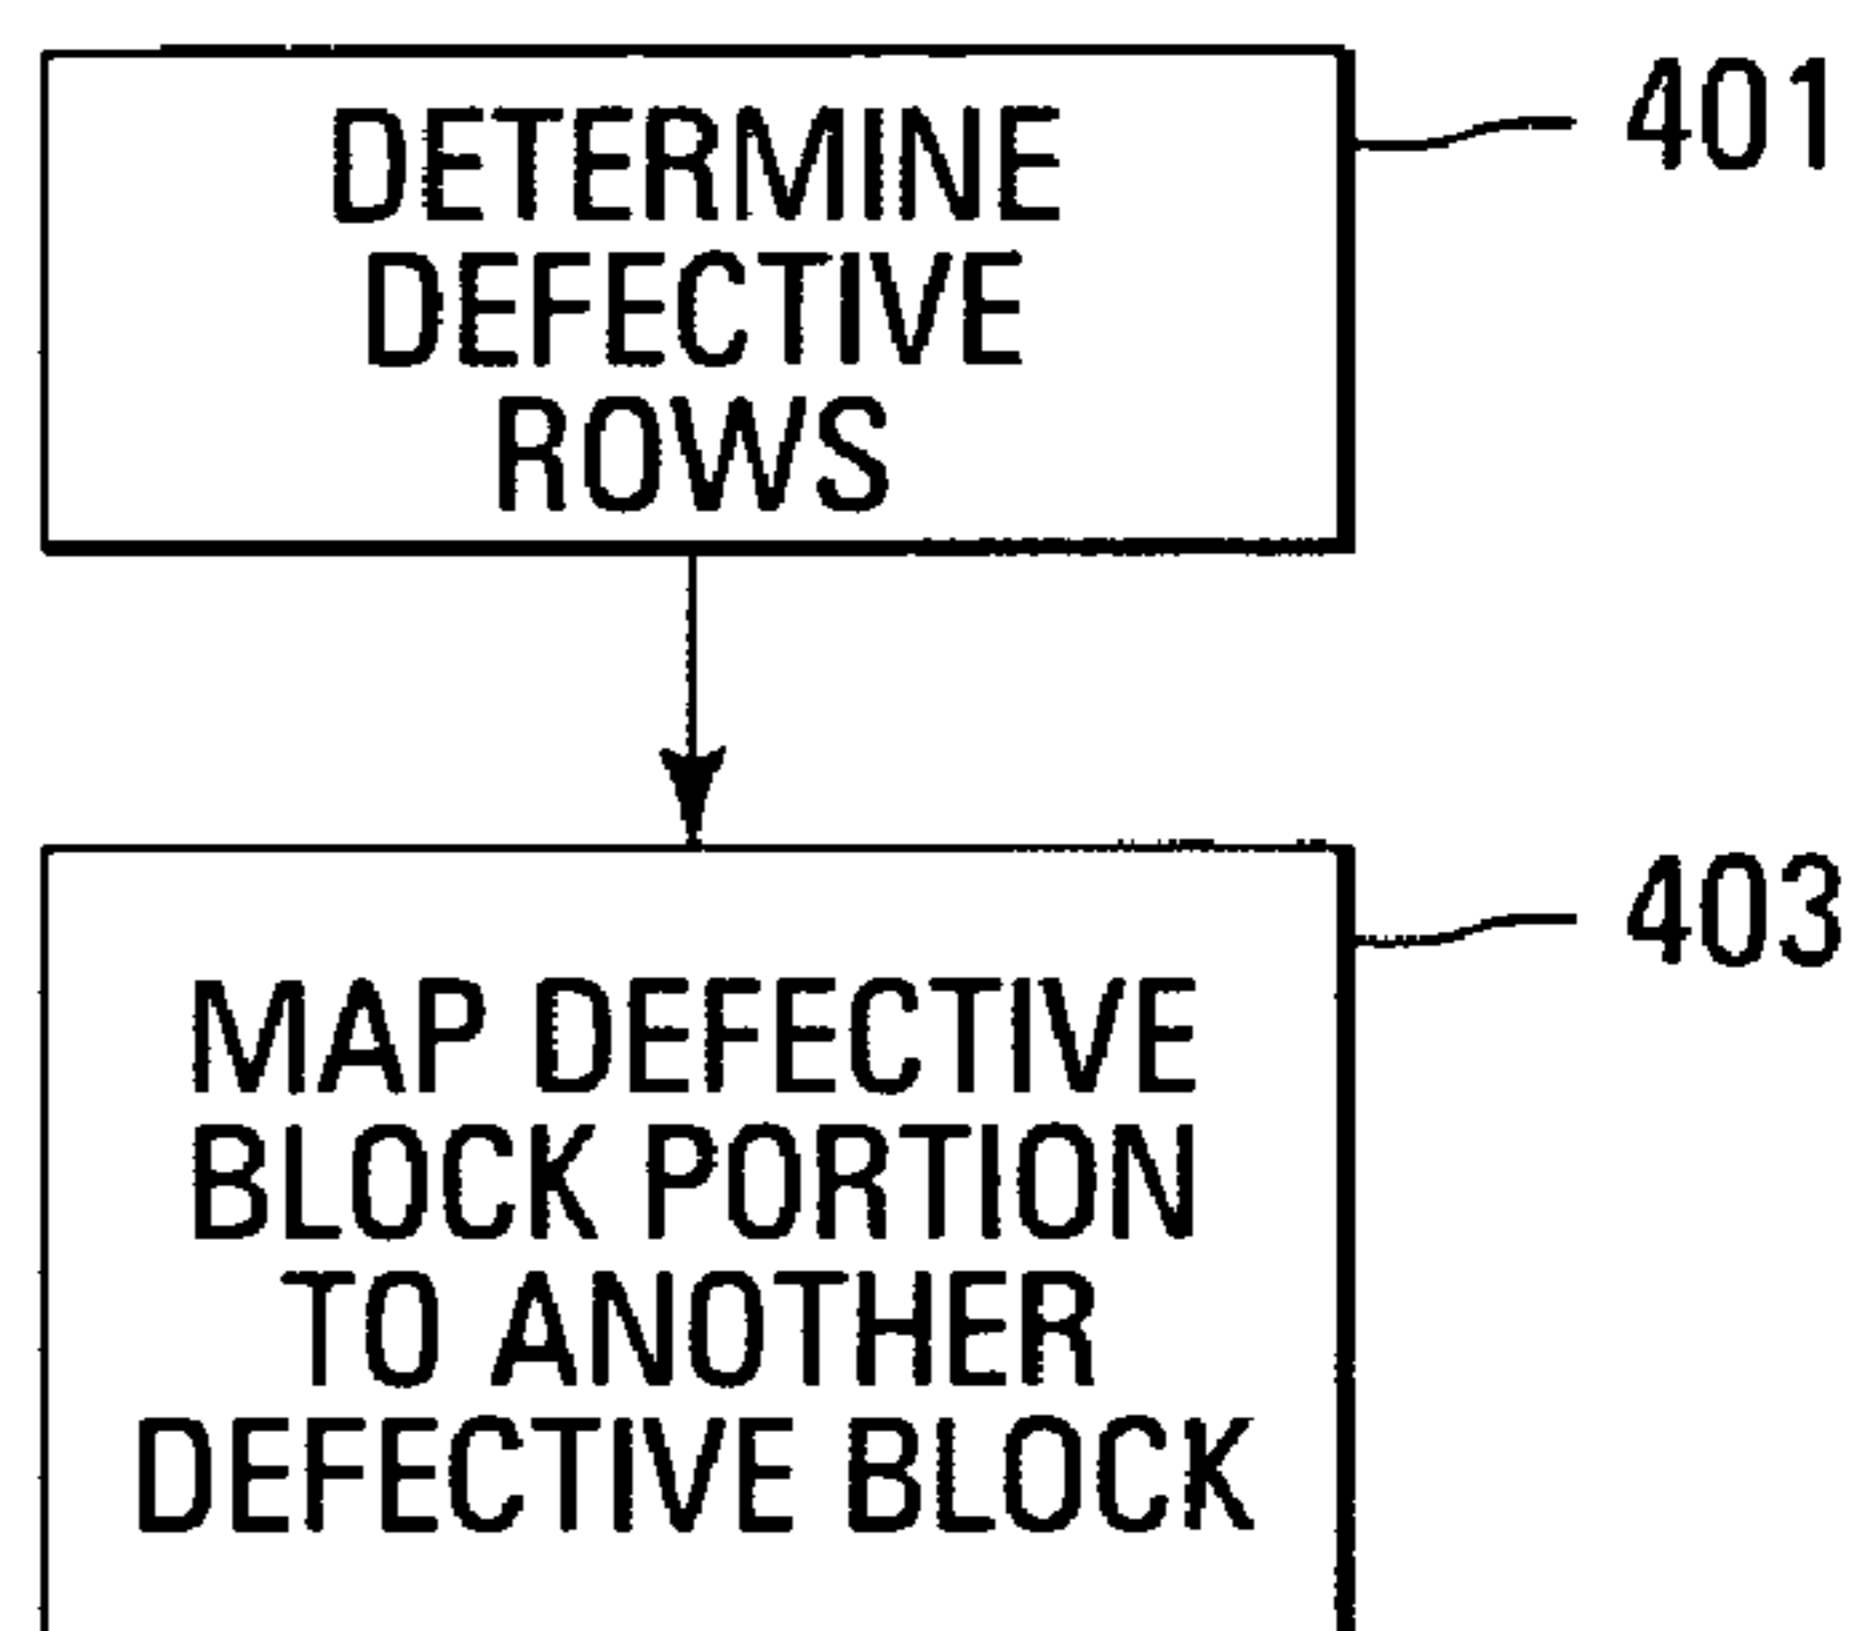 DETERMINE
DEFECTIVE
ROWS
401
MAP DEFECTIVE
BLOCK PORTION
TO ANOTHER
DEFECTIVE BLOCK
403